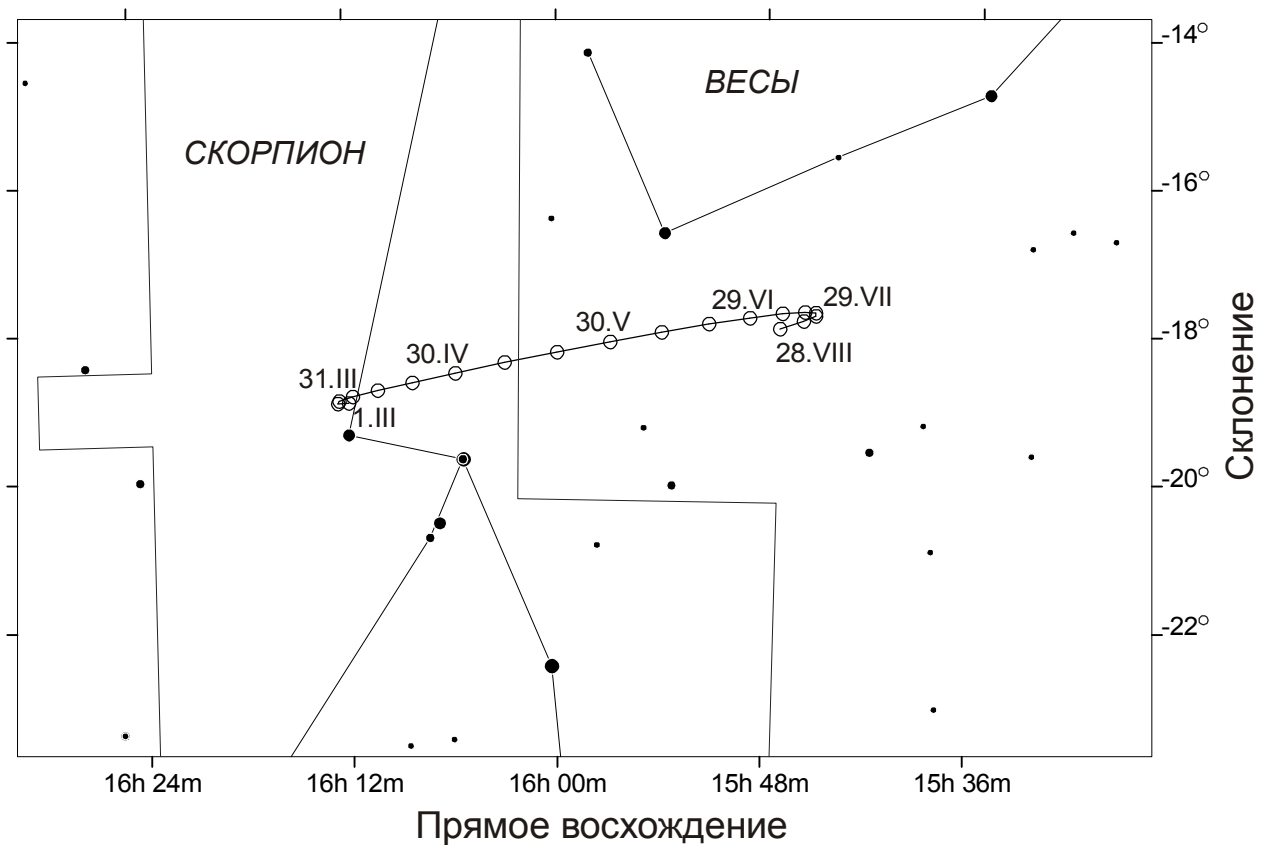 -14°
ВЕСЫ
СКОРПИОН
-16°
29.VI
29.VII
30.V
-18°
28.VIII
30.IV
31.III
1.III
Склонение
-20°
-22°
16h 24m 16h 12m 16h 00m 15h 48m 15h 36m
Прямое восхождение